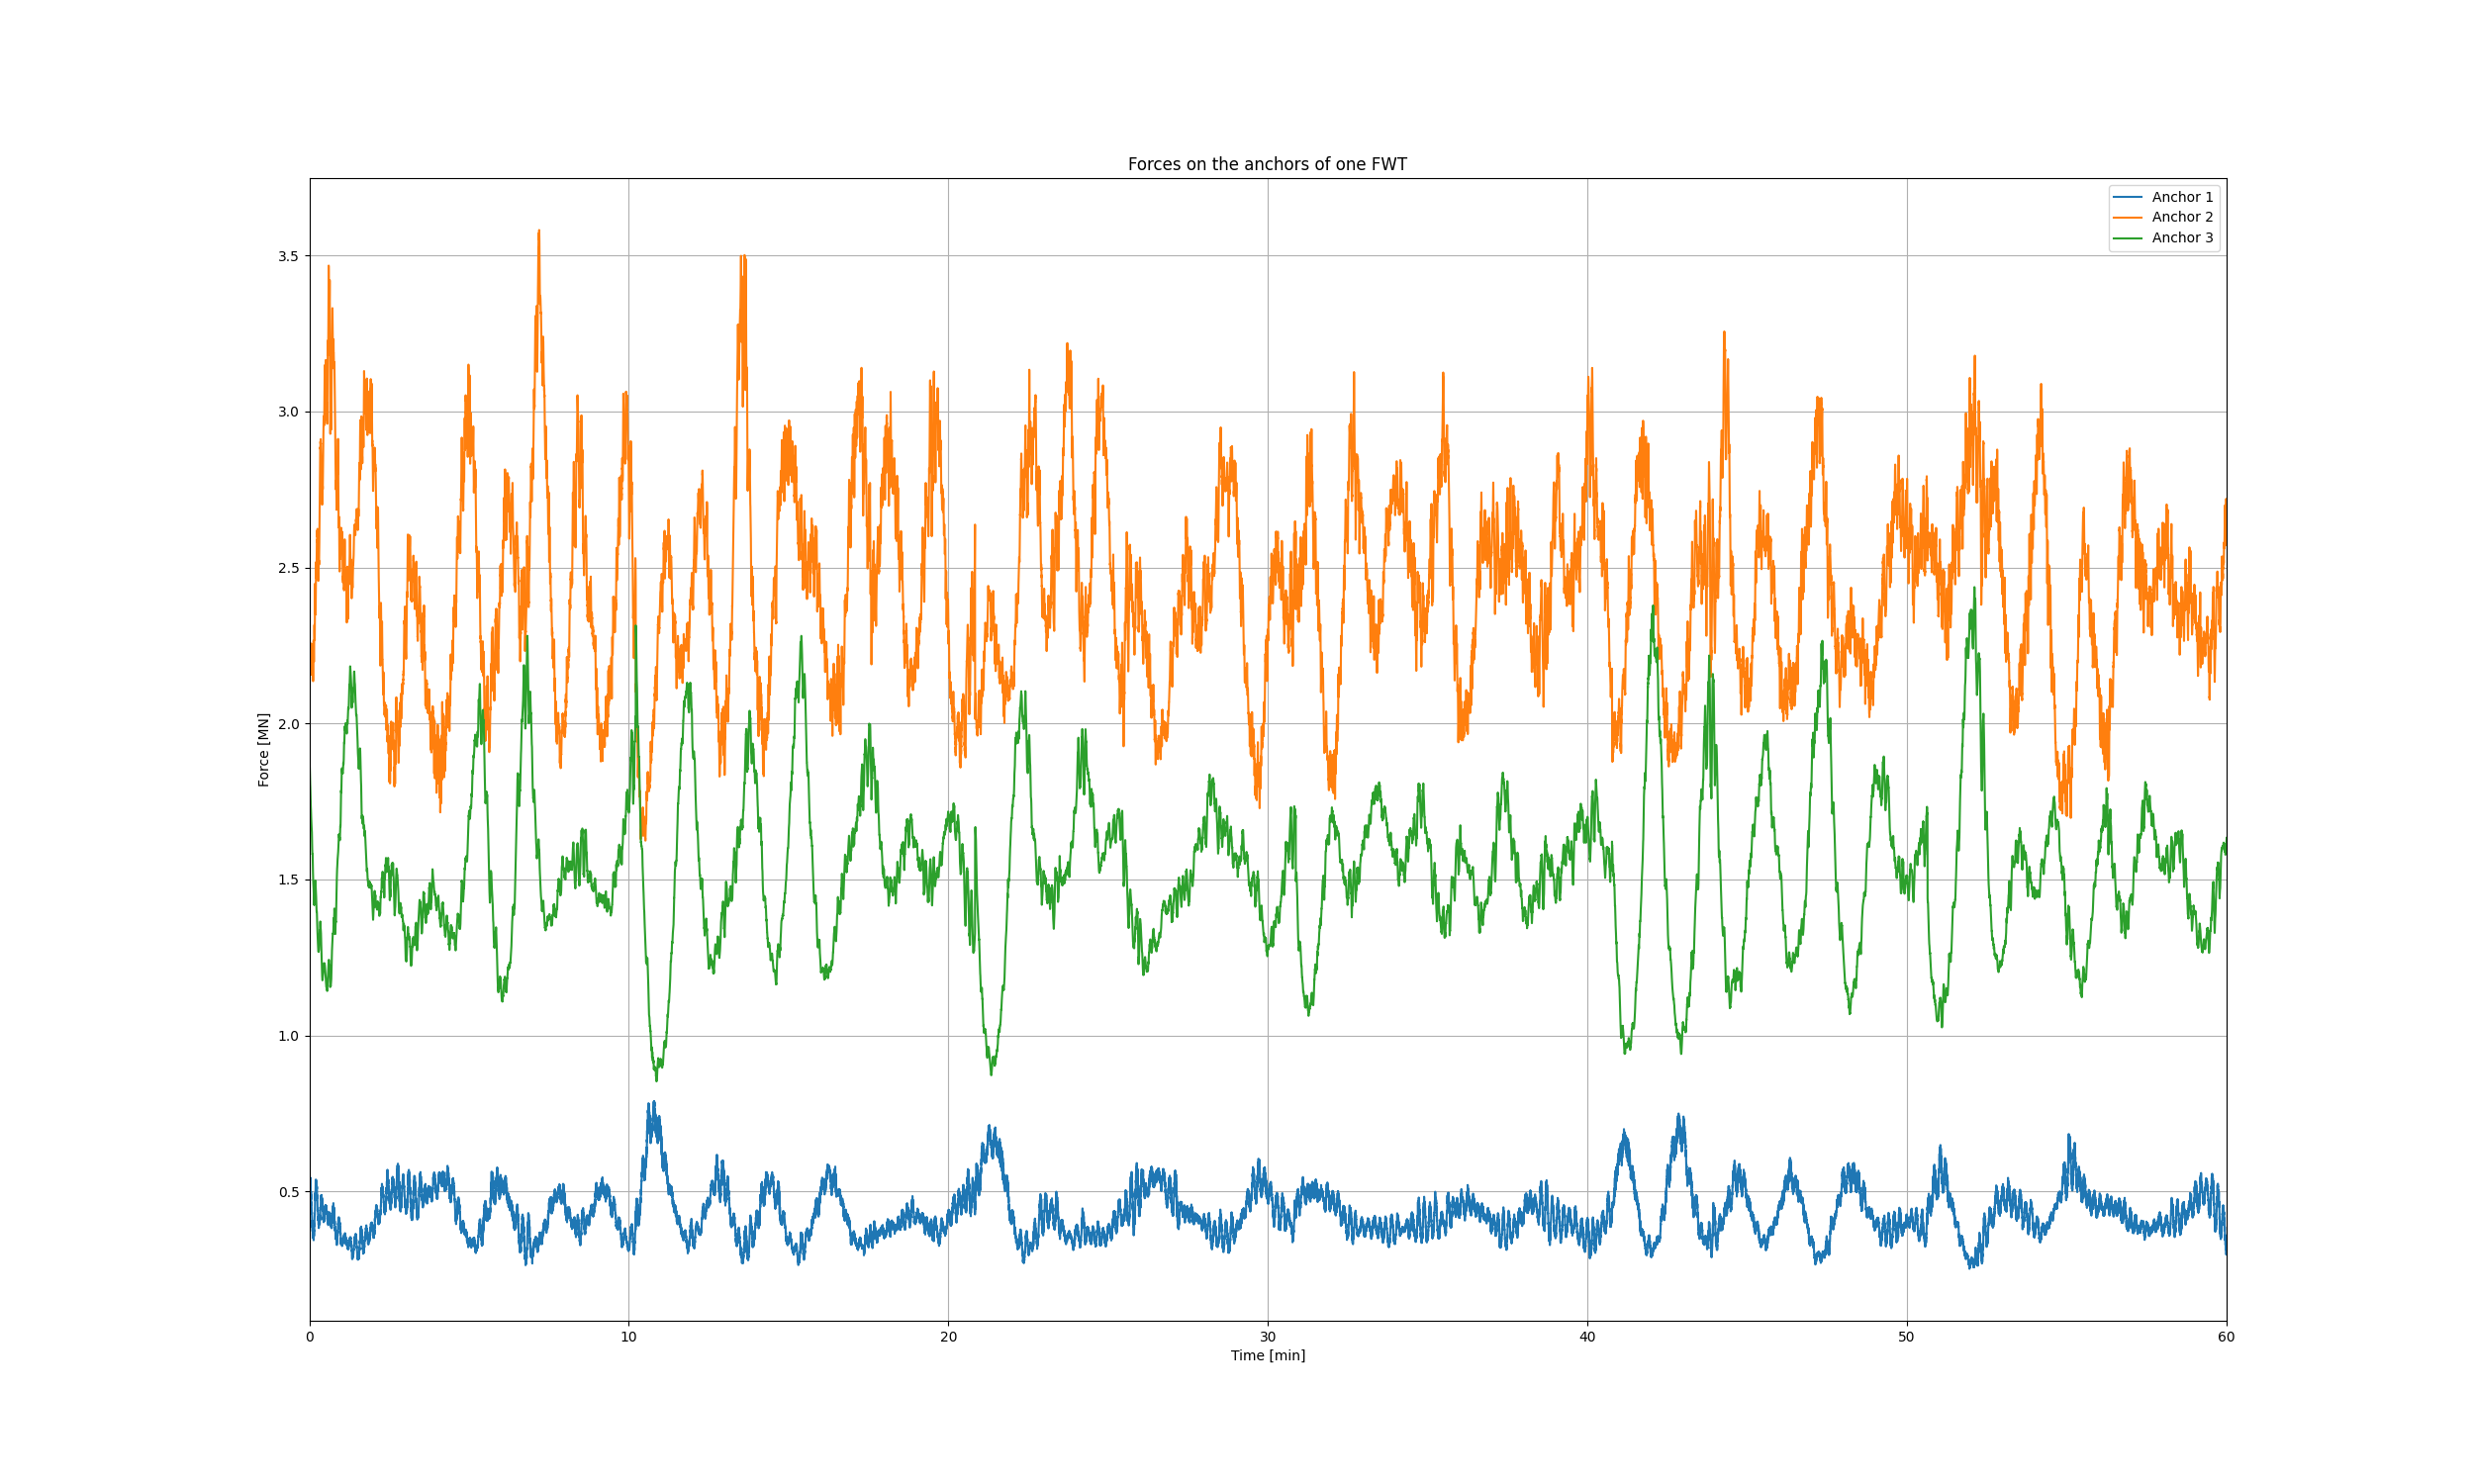 Forces on the anchors of one FWT
Anchor 1
Anchor 2
Anchor 3
3.5
3.0
2.5
2.0
1.5
1.0
0.5
Force [MN]
0 10 20 30 40 50 60
Time [min]